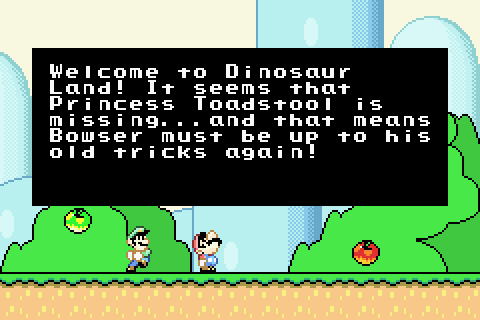 Welcome to Dinosaur
Land! It seems that
Princess Toadstool is
missing...and that means
Bowser must be up to his
old tricks again!